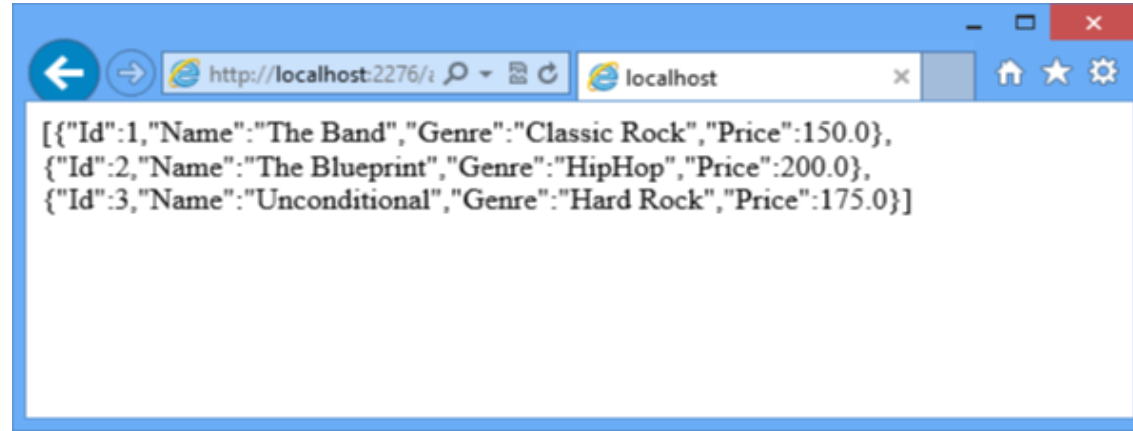 http://localhost:2276/a
localhost
[{"Id":1,"Name":"The Band","Genre":"Classic Rock","Price":150.0},
{"Id":2,"Name":"The Blueprint","Genre":"HipHop","Price":200.0},
{"Id":3,"Name":"Unconditional","Genre":"Hard Rock","Price":175.0}]